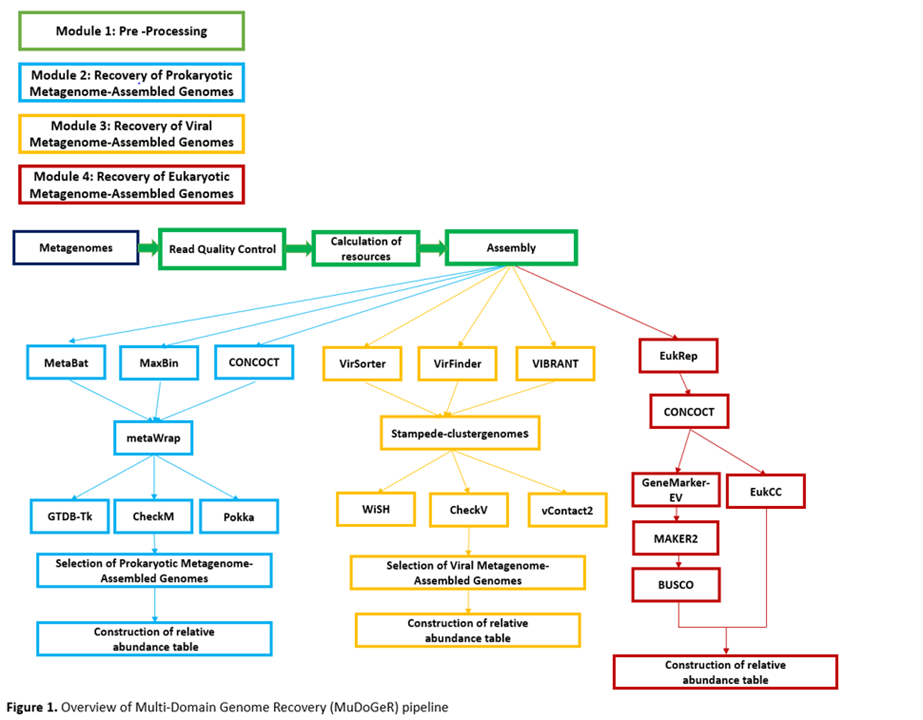 Module 1: Pre -Processing
Module 2: Recovery of Prokaryotic
Metagenome-Assembled Genomes
Module 3: Recovery of Viral
Metagenome-Assembled Genomes
Module 4: Recovery of Eukaryotic
Metagenome-Assembled Genomes
Metagenomes
Read Quality Control
Calculation of
resources
Assembly
MetaBat
MaxBin
CONCOCT
VirSorter
VirFinder
VIBRANT
EukRep
CONCOCT
metaWrap
Stampede-clustergenomes
GeneMarker-
EV
EukCC
GTDB-Tk
CheckM
Pokka
WiSH
CheckV
vContact2
MAKER2
BUSCO
Selection of Prokaryotic Metagenome-
Assembled Genomes
Selection of Viral Metagenome-
Assembled Genomes
Construction of relative
abundance table
Construction of relative
abundance table
Construction of relative
abundance table
Figure 1. Overview of Multi-Domain Genome Recovery (MuDoGeR) pipeline